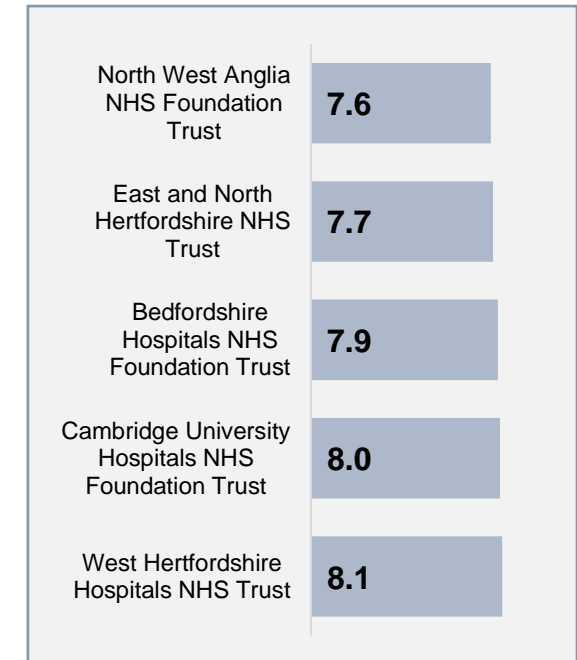 North West Anglia
NHS Foundation
Trust
7.6
East and North
Hertfordshire NHS
Trust
7.7
Bedfordshire
Hospitals NHS
Foundation Trust
7.9
Cambridge University
Hospitals NHS
Foundation Trust
8.0
West Hertfordshire
Hospitals NHS Trust
8.1